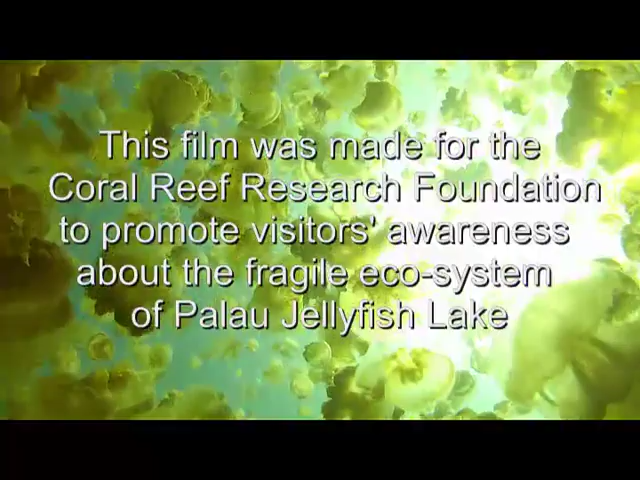 This film was made for the
Coral Reef Research Foundation
to promote visitors' awareness
about the fragile eco-system
of Palau Jellyfish Lake